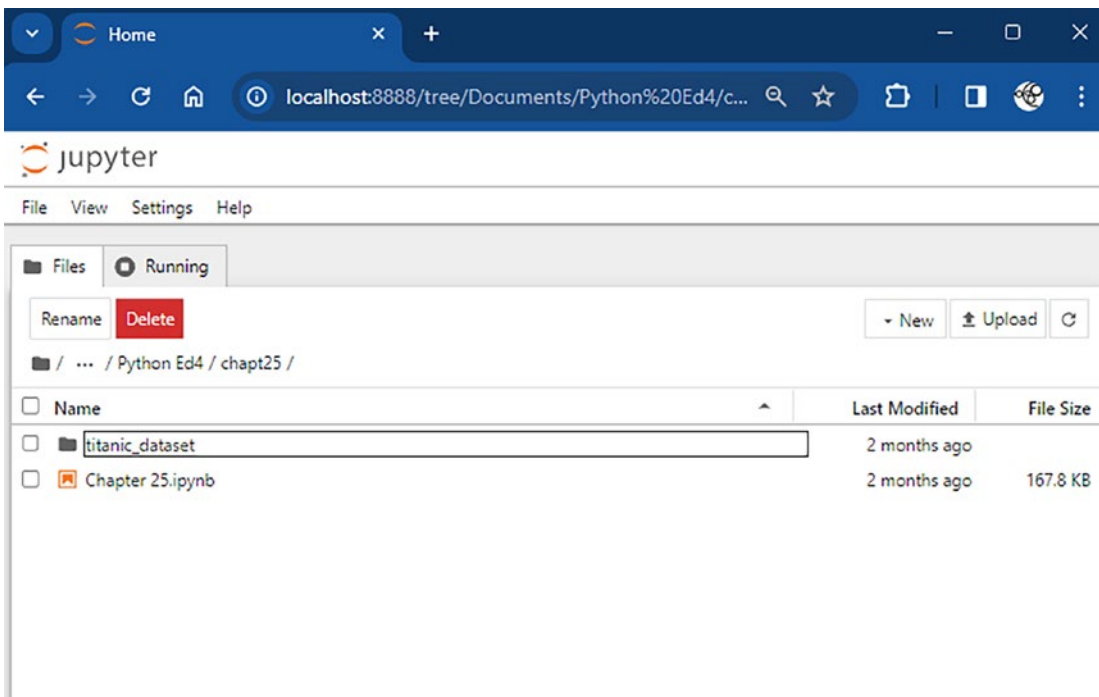 Home
localhost:8888/tree/Documents/Python%20Ed4/c...
jupyter
File View Settings Help
Files Running
Rename Delete New Upload
/ ... / Python Ed4 / chapt25 /
Name Last Modified File Size
titanic_dataset 2 months ago
Chapter 25.ipynb 2 months ago 167.8 KB